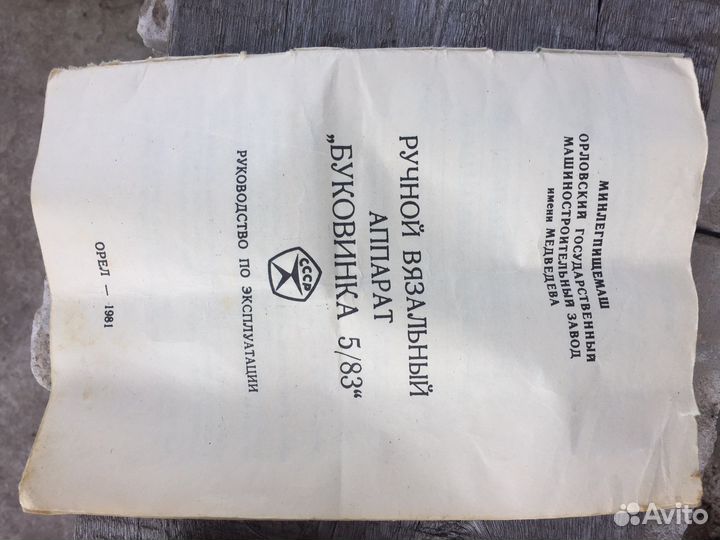 МИНЛЕГПИЩЕМАШ
ОРЛОВСКИЙ ГОСУДАРСТВЕННЫЙ
МАШИНОСТРОИТЕЛЬНЫЙ ЗАВОД
имени МЕДВЕДЕВА
РУЧНОЙ ВЯЗАЛЬНЫЙ
АППАРАТ
„БУКОВИНКА 5/83“
СССР
РУКОВОДСТВО ПО ЭКСПЛУАТАЦИИ
ОРЕЛ — 1981
Avito